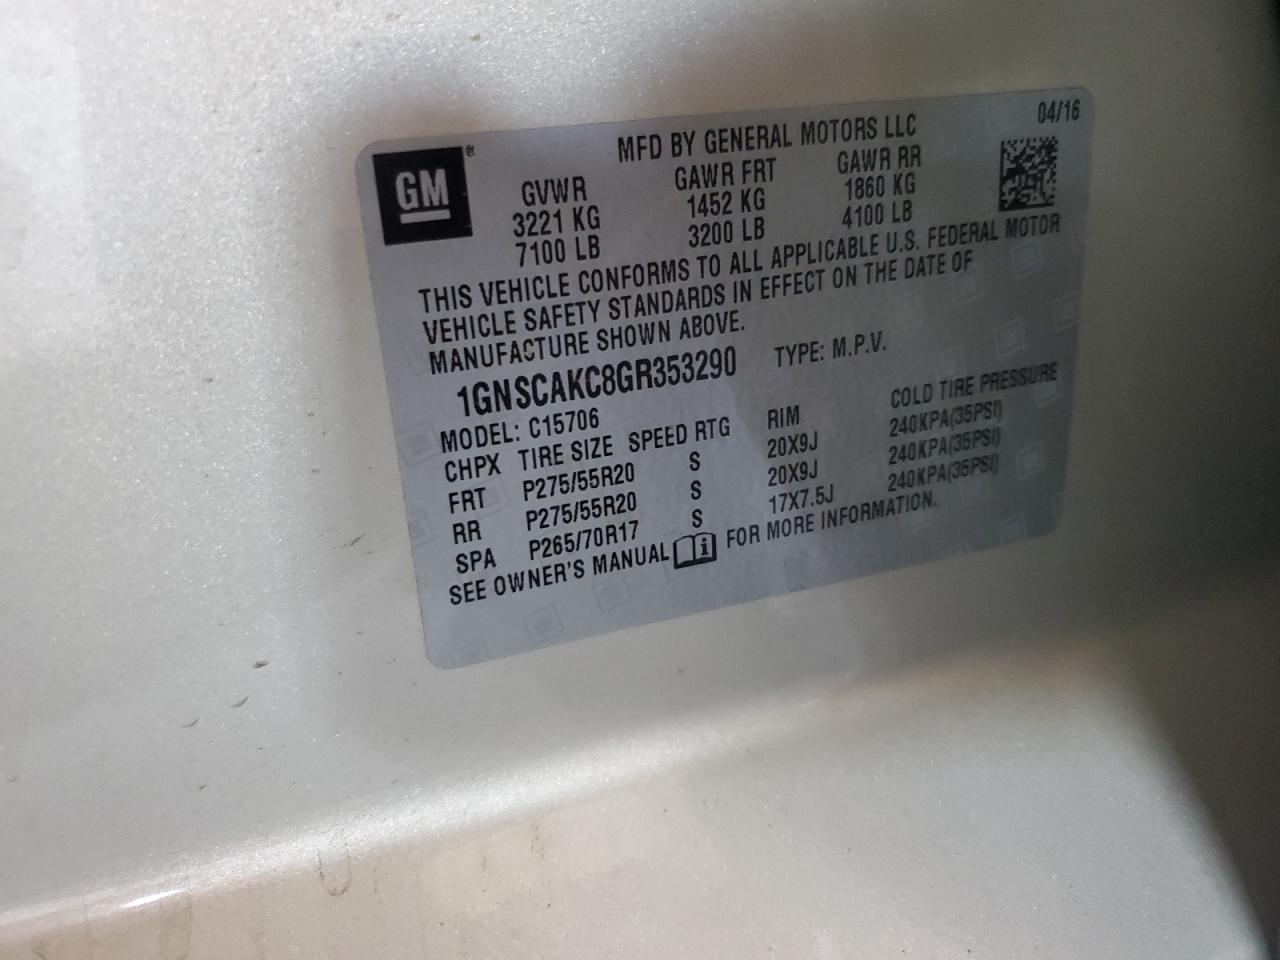 GM®
MFD BY GENERAL MOTORS LLC 04/16
GVWR GAWR FRT GAWR RR
3221 KG 1452 KG 1860 KG
7100 LB 3200 LB 4100 LB
THIS VEHICLE CONFORMS TO ALL APPLICABLE U.S. FEDERAL MOTOR
VEHICLE SAFETY STANDARDS IN EFFECT ON THE DATE OF
MANUFACTURE SHOWN ABOVE.
1GNSCAKC8GR353290 TYPE: M.P.V.
MODEL: C15706
CHPX TIRE SIZE SPEED RTG RIM COLD TIRE PRESSURE
FRT P275/55R20 S 20X9J 240KPA(35PSI)
RR P275/55R20 S 20X9J 240KPA(35PSI)
SPA P265/70R17 S 17X7.5J 240KPA(35PSI)
SEE OWNER'S MANUAL FOR MORE INFORMATION.